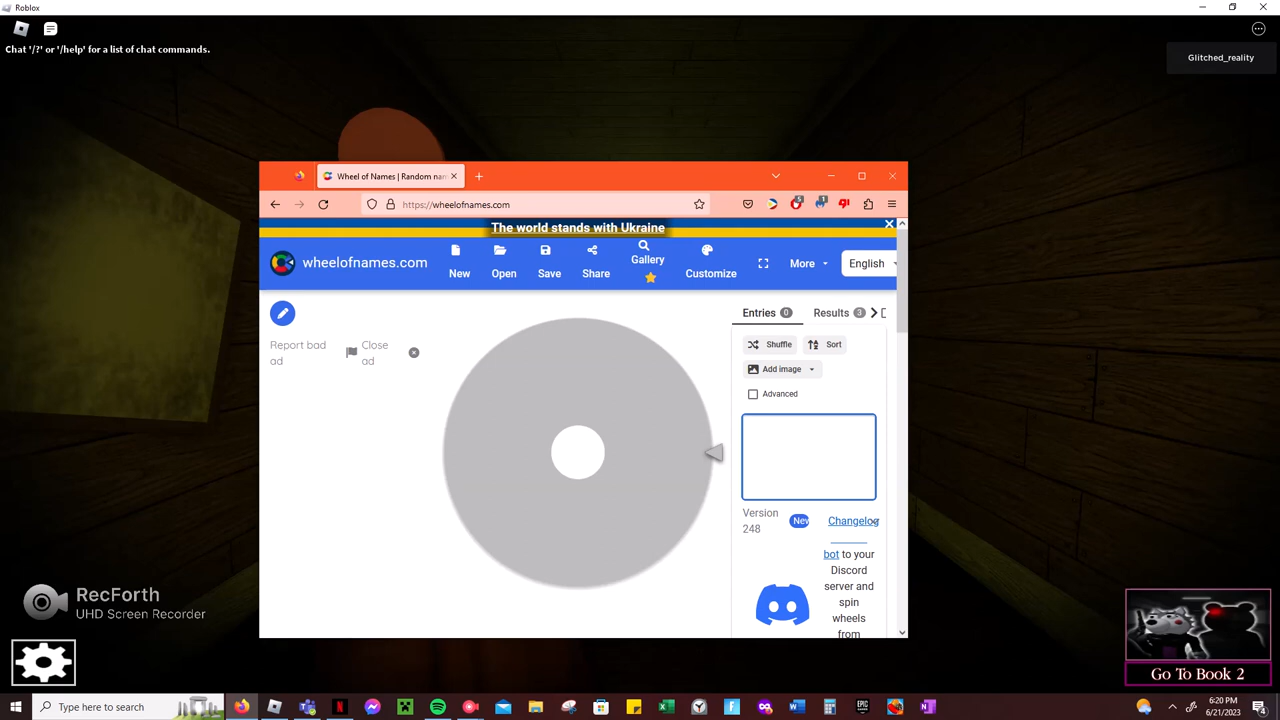 Roblox
Chat '/?' or '/help' for a list of chat commands.
Glitched_reality
Wheel of Names | Random nam
https://wheelofnames.com
6
1
The world stands with Ukraine
wheelofnames.com
New
Open
Save
Share
Gallery
Customize
More
English
Report bad
ad
Close
ad
Entries 0
Results 3
Shuffle
Sort
Add image
Advanced
Version
248
New
Changelog
bot to your
Discord
server and
spin
wheels
from
RecForth
UHD Screen Recorder
Go To Book 2
Type here to search
6:20 PM
6/21/2023